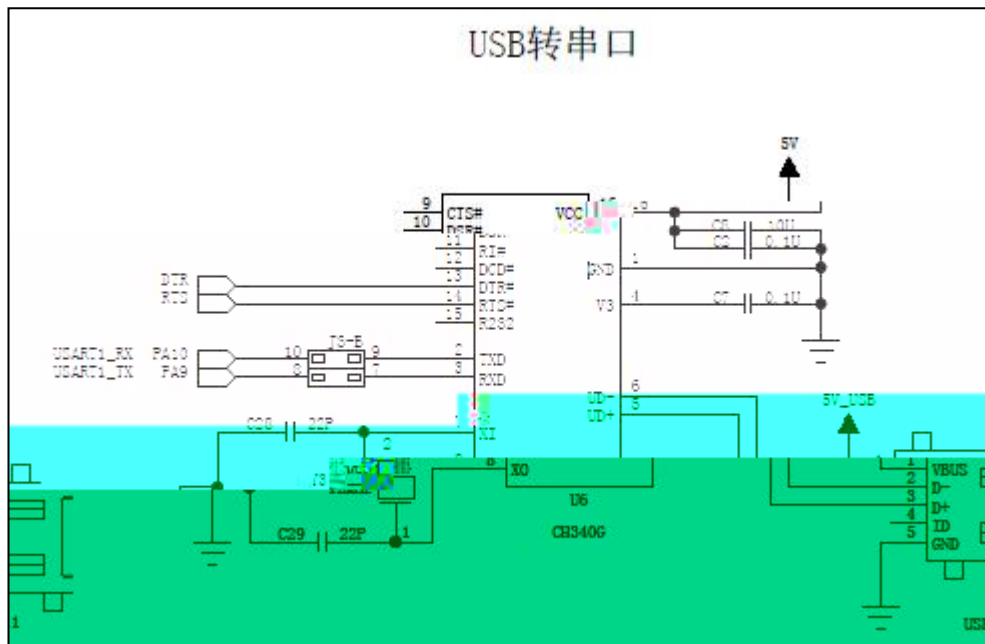 USB转串口
5V
9 CTS# VCC
10 DSR# C2 0.1U
11 RI#
12 DCD# GND 1
13 DTR#
DTR
14 RTS# V3 4 C7 0.1U
RTS
15 R232
USART1_RX PA10 10 9 2 TXD
USART1_TX PA9 8 7 3 RXD
UD- 6
UD+ 5 5V_USB
C28 22P XI
2
8 XO 1 VBUS
U6 2 D-
3 D+
C29 22P 1 CH340G 4 ID
5 GND
1